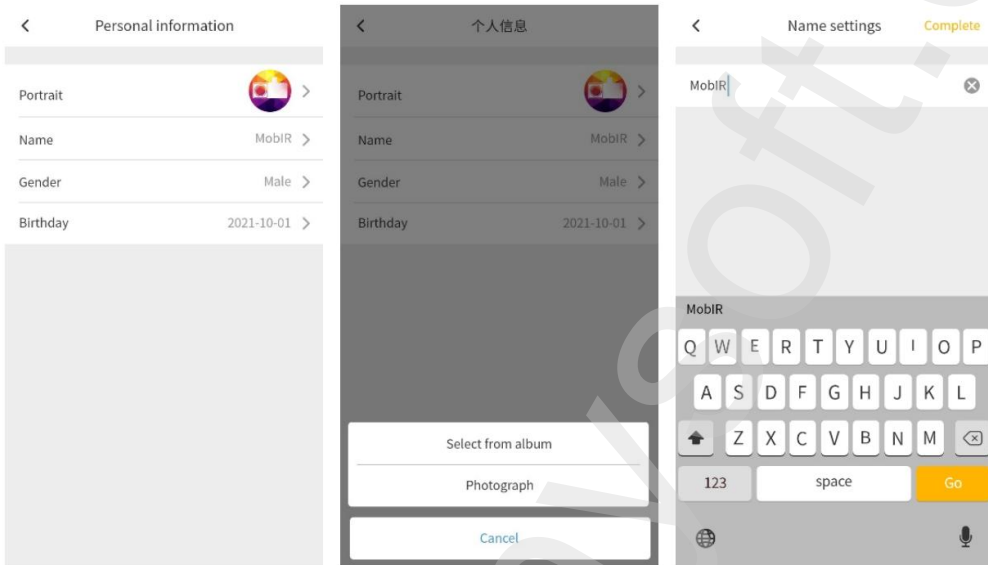 Personal information
Portrait
Name MobIR
Gender Male
Birthday 2021-10-01
个人信息
Portrait
Name MobIR
Gender Male
Birthday 2021-10-01
Select from album
Photograph
Cancel
Name settings Complete
MobIR
MobIR
Q W E R T Y U I O P
A S D F G H J K L
Z X C V B N M
123 space Go